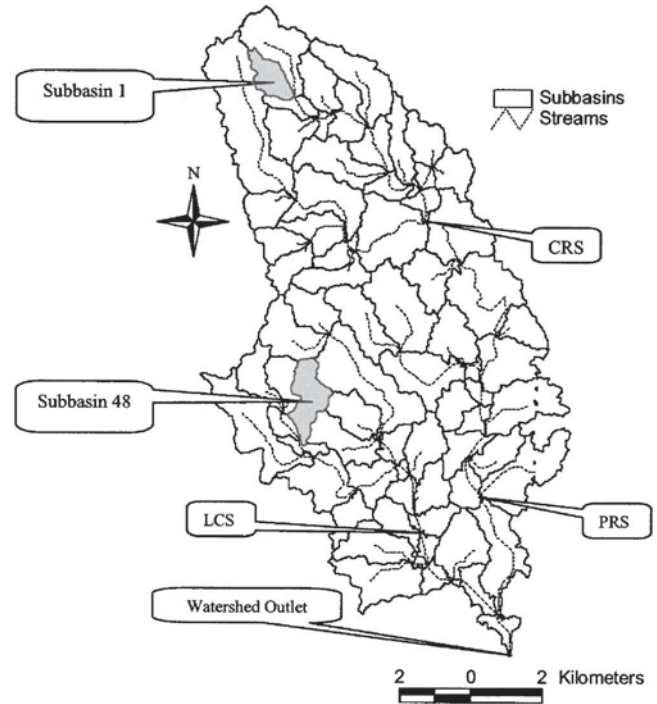 Subbasin 1
Subbasins
Streams
N
CRS
Subbasin 48
LCS
PRS
Watershed Outlet
2 0 2 Kilometers